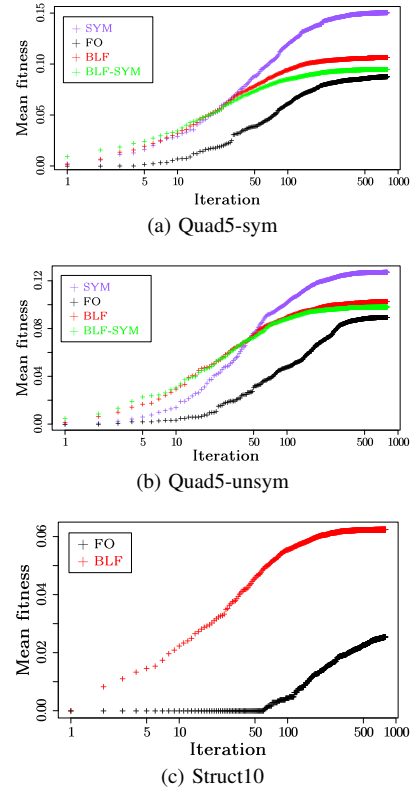 0.15
0.10
0.05
0.00
Mean fitness
SYM
FO
BLF
BLF-SYM
1 5 10 50 100 500 1000
Iteration
(a) Quad5-sym
0.12
0.08
0.04
0.00
Mean fitness
SYM
FO
BLF
BLF-SYM
1 5 10 50 100 500 1000
Iteration
(b) Quad5-unsym
0.06
0.04
0.02
0.00
Mean fitness
FO
BLF
1 5 10 50 100 500 1000
Iteration
(c) Struct10